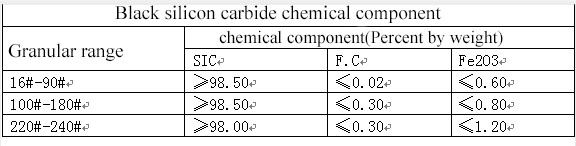 Black silicon carbide chemical component
Granular range
chemical component(Percent by weight)
SIC F.C Fe2O3
16#-90# ≥98.50 ≤0.02 ≤0.60
100#-180# ≥98.50 ≤0.30 ≤0.80
220#-240# ≥98.00 ≤0.30 ≤1.20